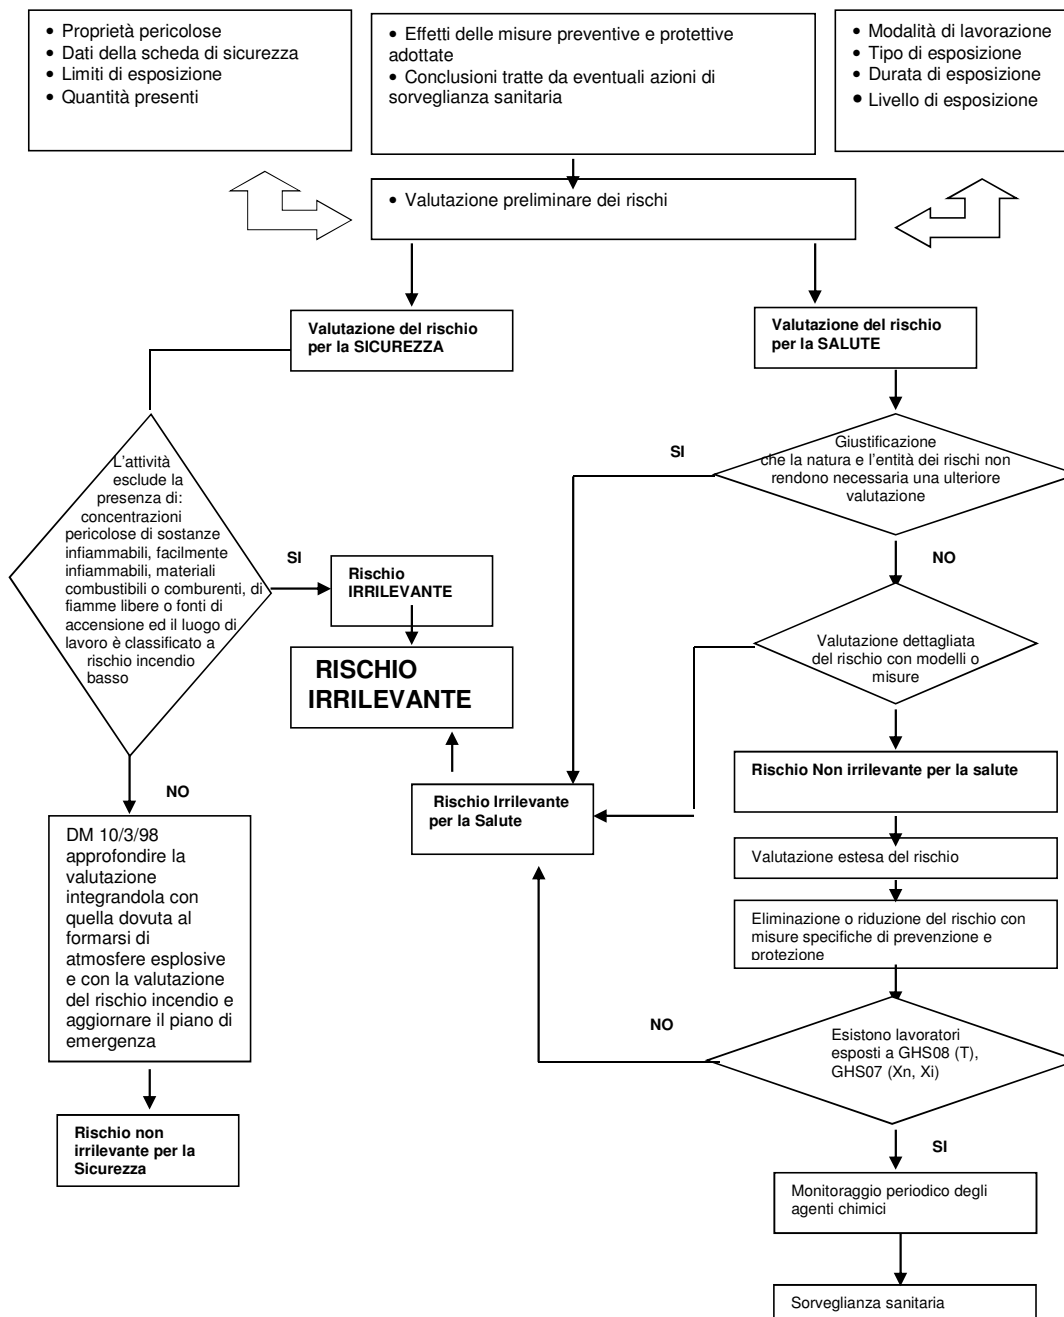 • Proprietà pericolose
• Dati della scheda di sicurezza
• Limiti di esposizione
• Quantità presenti
• Effetti delle misure preventive e protettive
adottate
• Conclusioni tratte da eventuali azioni di
sorveglianza sanitaria
• Modalità di lavorazione
• Tipo di esposizione
• Durata di esposizione
• Livello di esposizione
• Valutazione preliminare dei rischi
Valutazione del rischio
per la SICUREZZA
Valutazione del rischio
per la SALUTE
L'attività
esclude la
presenza di:
concentrazioni
pericolose di sostanze
infiammabili, facilmente
infiammabili, materiali
combustibili o comburenti, di
fiamme libere o fonti di
accensione ed il luogo di
lavoro è classificato a
rischio incendio
basso
SI
Rischio
IRRILEVANTE
RISCHIO
IRRILEVANTE
NO
DM 10/3/98
approfondire la
valutazione
integrandola con
quella dovuta al
formarsi di
atmosfere esplosive
e con la valutazione
del rischio incendio e
aggiornare il piano di
emergenza
Rischio non
irrilevante per la
Sicurezza
Giustificazione
che la natura e l'entità dei rischi non
rendono necessaria una ulteriore
valutazione
SI
NO
Valutazione dettagliata
del rischio con modelli o
misure
Rischio Irrilevante
per la Salute
Rischio Non irrilevante per la salute
Valutazione estesa del rischio
Eliminazione o riduzione del rischio con
misure specifiche di prevenzione e
protezione
NO
Esistono lavoratori
esposti a GHS08 (T),
GHS07 (Xn, Xi)
SI
Monitoraggio periodico degli
agenti chimici
Sorveglianza sanitaria